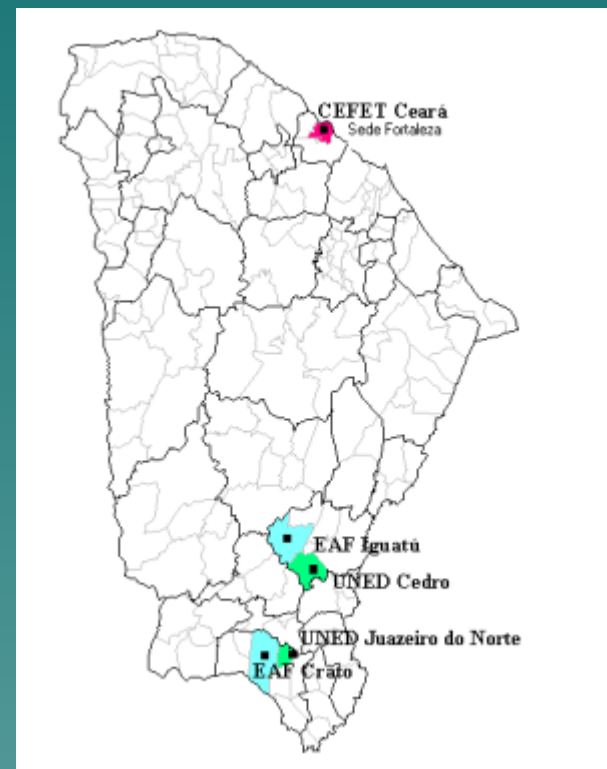 CEFET Ceará
Sede Fortaleza
EAF Iguatú
UNED Cedro
UNED Juazeiro do Norte
EAF Crato